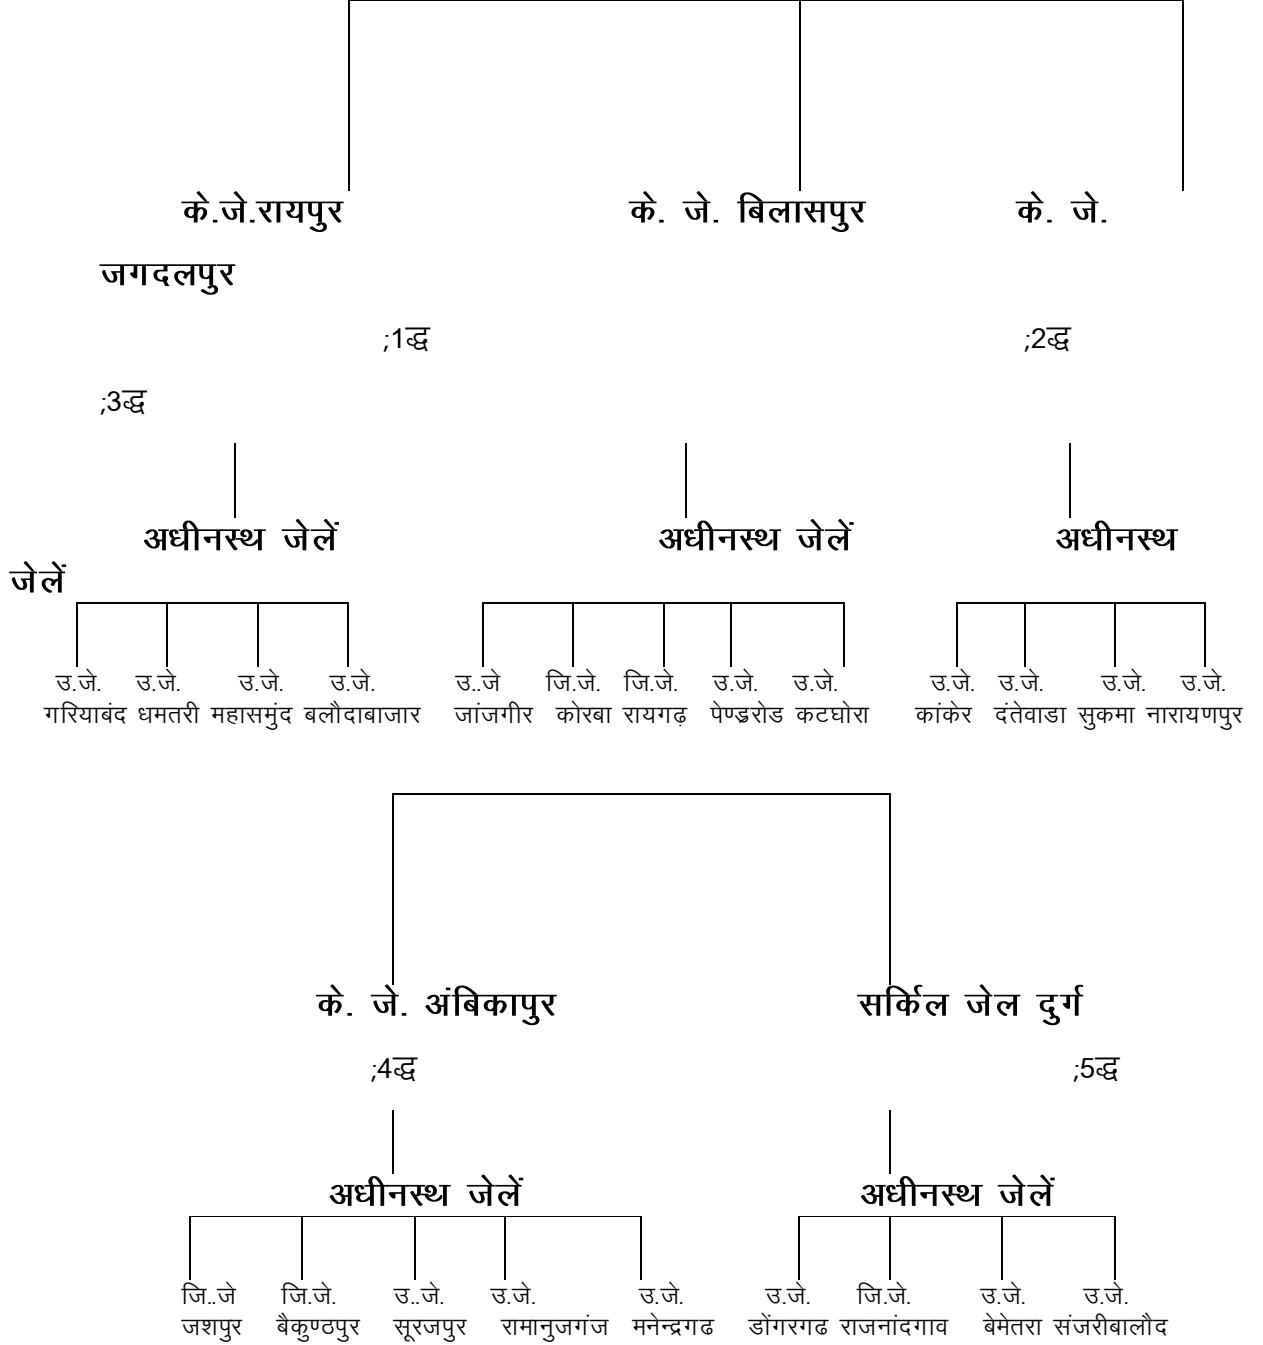 के.जे.रायपुर के. जे. बिलासपुर के. जे.
जगदलपुर
;1द्ध ;2द्ध
;3द्ध
अधीनस्थ जेलें अधीनस्थ जेलें अधीनस्थ
जेलें
उ.जे. उ.जे. उ.जे. उ.जे. उ..जे जि.जे. जि.जे. उ.जे. उ.जे. उ.जे. उ.जे. उ.जे. उ.जे.
गरियाबंद धमतरी महासमुंद बलौदाबाजार जांजगीर कोरबा रायगढ़ पेण्ड्ररोड कटघोरा कांकेर दंतेवाडा सुकमा नारायणपुर
के. जे. अंबिकापुर सर्किल जेल दुर्ग
;4द्ध ;5द्ध
अधीनस्थ जेलें अधीनस्थ जेलें
जि..जे जि.जे. उ..जे. उ.जे. उ.जे. उ.जे. जि.जे. उ.जे. उ.जे.
जशपुर बैकुण्ठपुर सूरजपुर रामानुजगंज मनेन्द्रगढ डोंगरगढ राजनांदगाव बेमेतरा संजरीबालौद